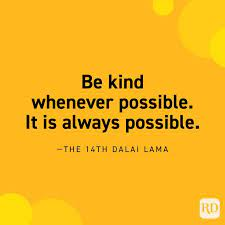 Be kind
whenever possible.
It is always possible.
—THE 14TH DALAI LAMA
RD